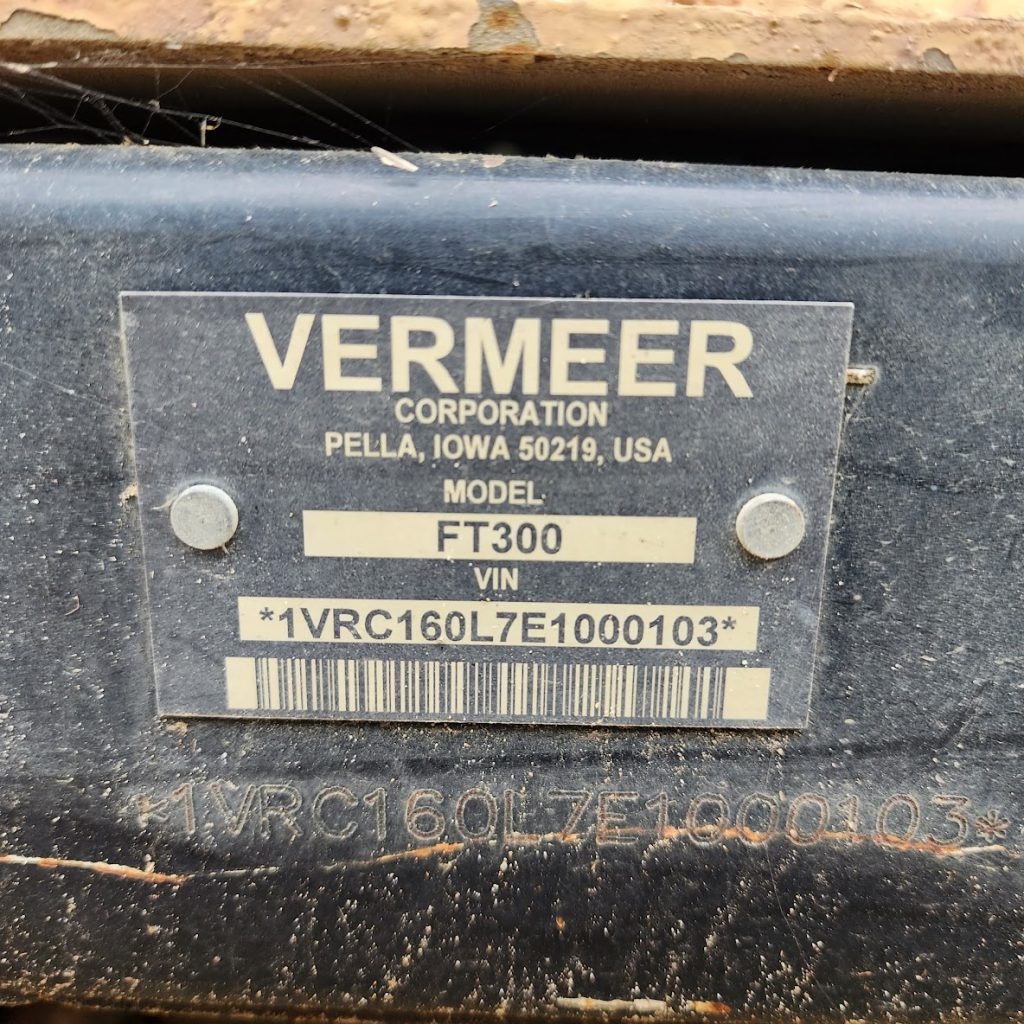 VERMEER
CORPORATION
PELLA, IOWA 50219, USA
MODEL
FT300
VIN
*1VRC160L7E1000103*
*1VRC160L7E1000103*